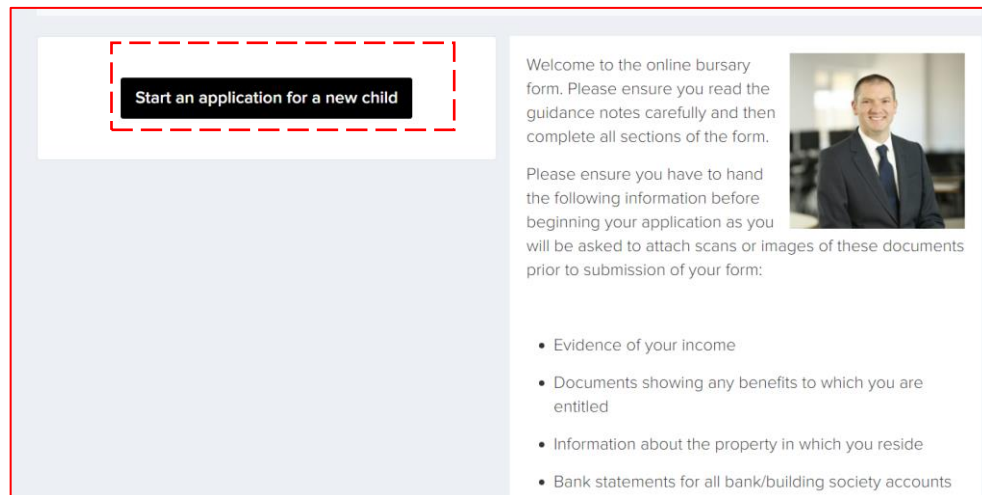 Start an application for a new child
Welcome to the online bursary
form. Please ensure you read the
guidance notes carefully and then
complete all sections of the form.
Please ensure you have to hand
the following information before
beginning your application as you
will be asked to attach scans or images of these documents
prior to submission of your form:
• Evidence of your income
• Documents showing any benefits to which you are
entitled
• Information about the property in which you reside
• Bank statements for all bank/building society accounts